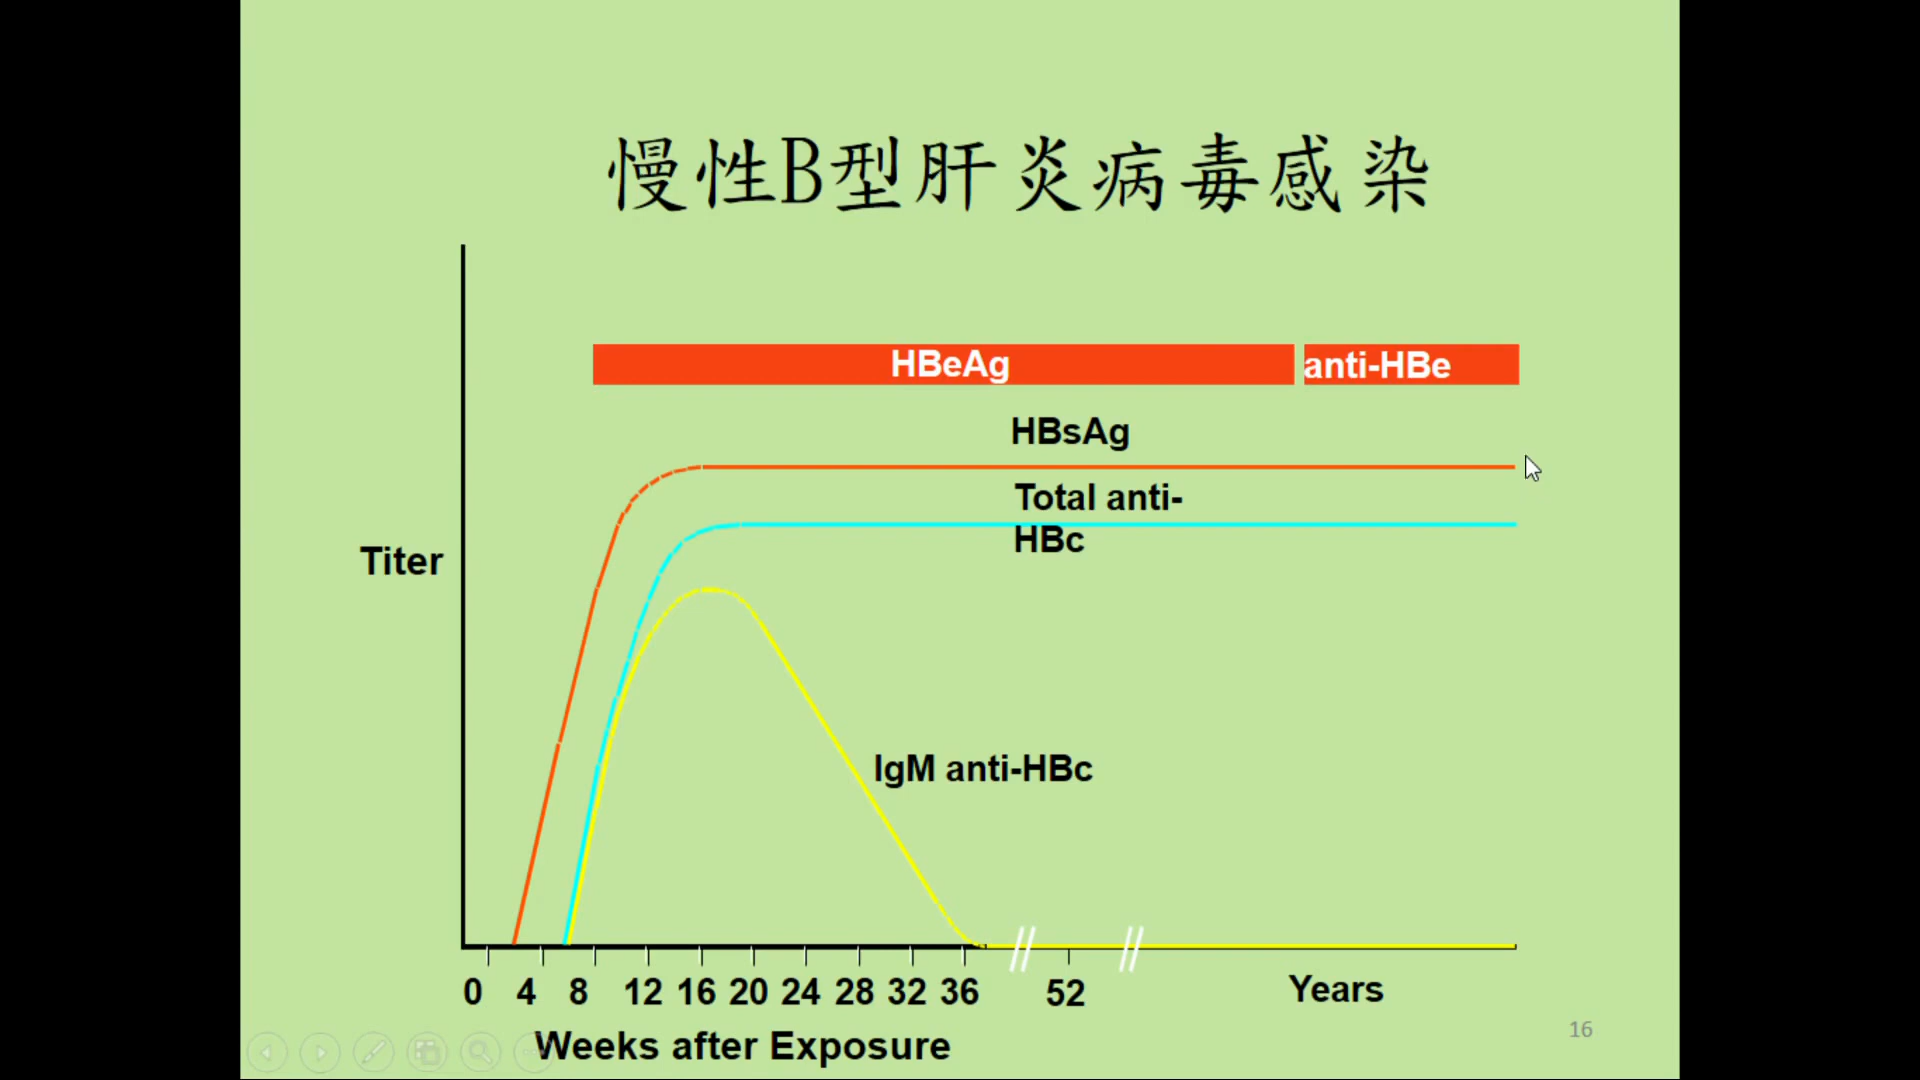 慢性B型肝炎病毒感染
HBeAg
anti-HBe
HBsAg
Total anti-
HBc
Titer
IgM anti-HBc
0 4 8 12 16 20 24 28 32 36 52 Years
Weeks after Exposure
16